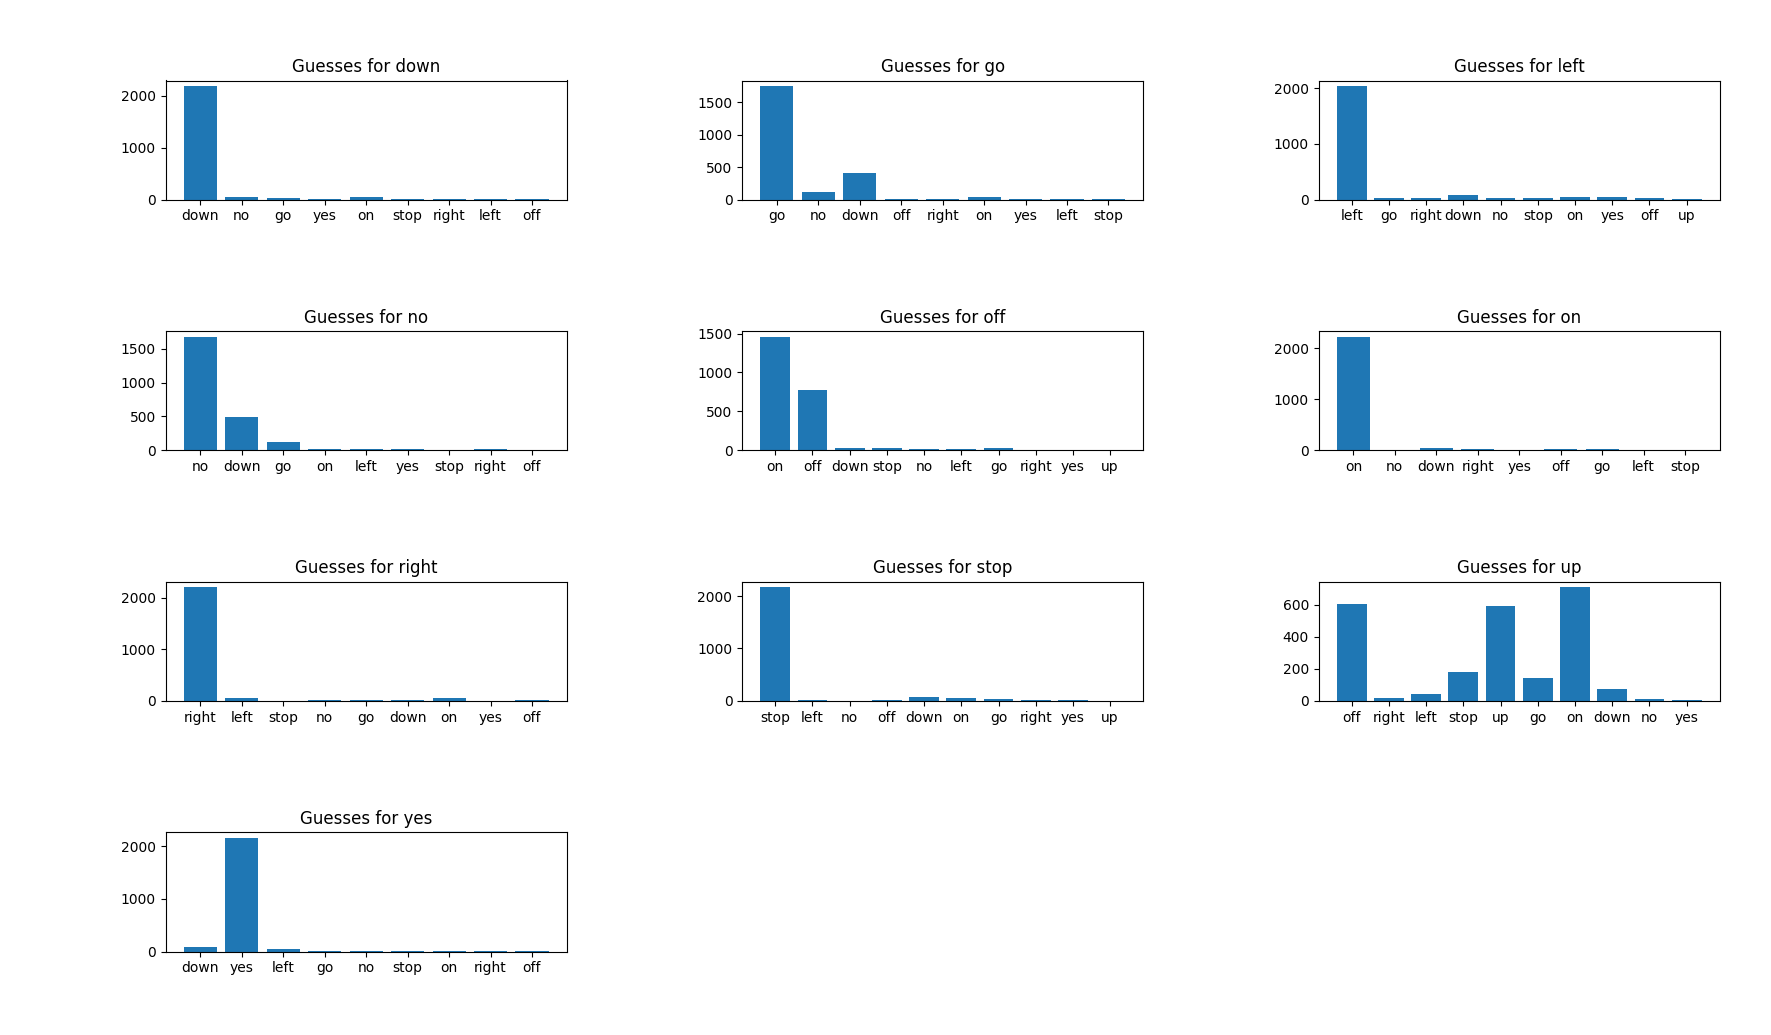 Guesses for down
2000
1000
0
down no go yes on stop right left off
Guesses for go
1500
1000
500
0
go no down off right on yes left stop
Guesses for left
2000
1000
0
left go right down no stop on yes off up
Guesses for no
1500
1000
500
0
no down go on left yes stop right off
Guesses for off
1500
1000
500
0
on off down stop no left go right yes up
Guesses for on
2000
1000
0
on no down right yes off go left stop
Guesses for right
2000
1000
0
right left stop no go down on yes off
Guesses for stop
2000
1000
0
stop left no off down on go right yes up
Guesses for up
600
400
200
0
off right left stop up go on down no yes
Guesses for yes
2000
1000
0
down yes left go no stop on right off